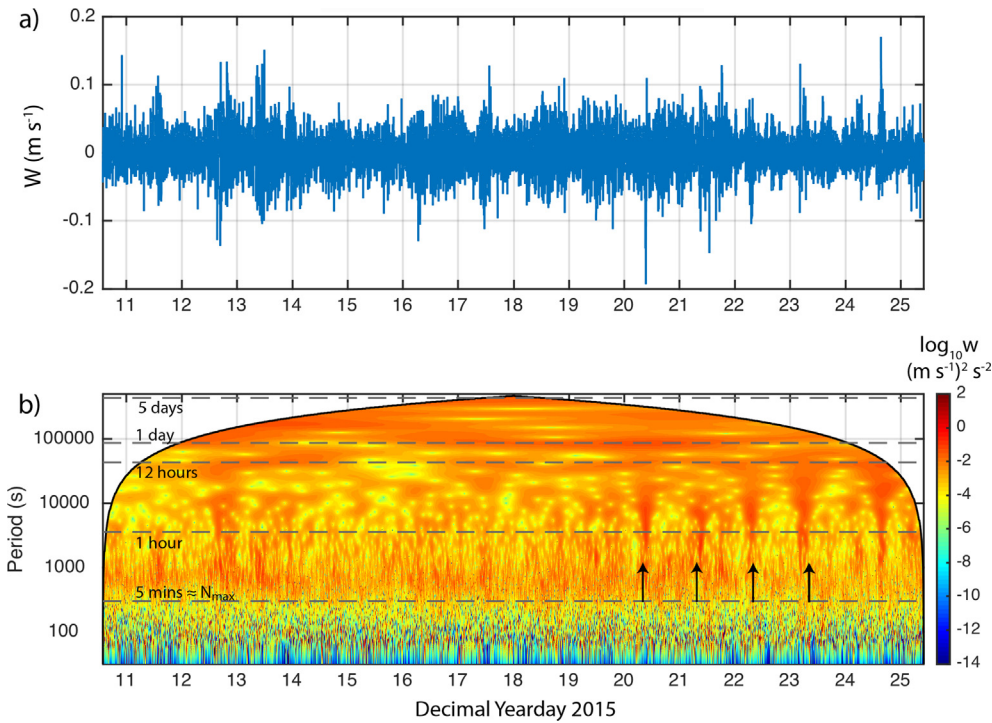 a)
W (m s⁻¹)
0.2
0.1
0
-0.1
-0.2
11 12 13 14 15 16 17 18 19 20 21 22 23 24 25
b)
log₁₀w
(m s⁻¹)² s⁻²
Period (s)
100000
10000
1000
100
5 days
1 day
12 hours
1 hour
5 mins ≈ Nmax
2
0
-2
-4
-6
-8
-10
-12
-14
11 12 13 14 15 16 17 18 19 20 21 22 23 24 25
Decimal Yearday 2015